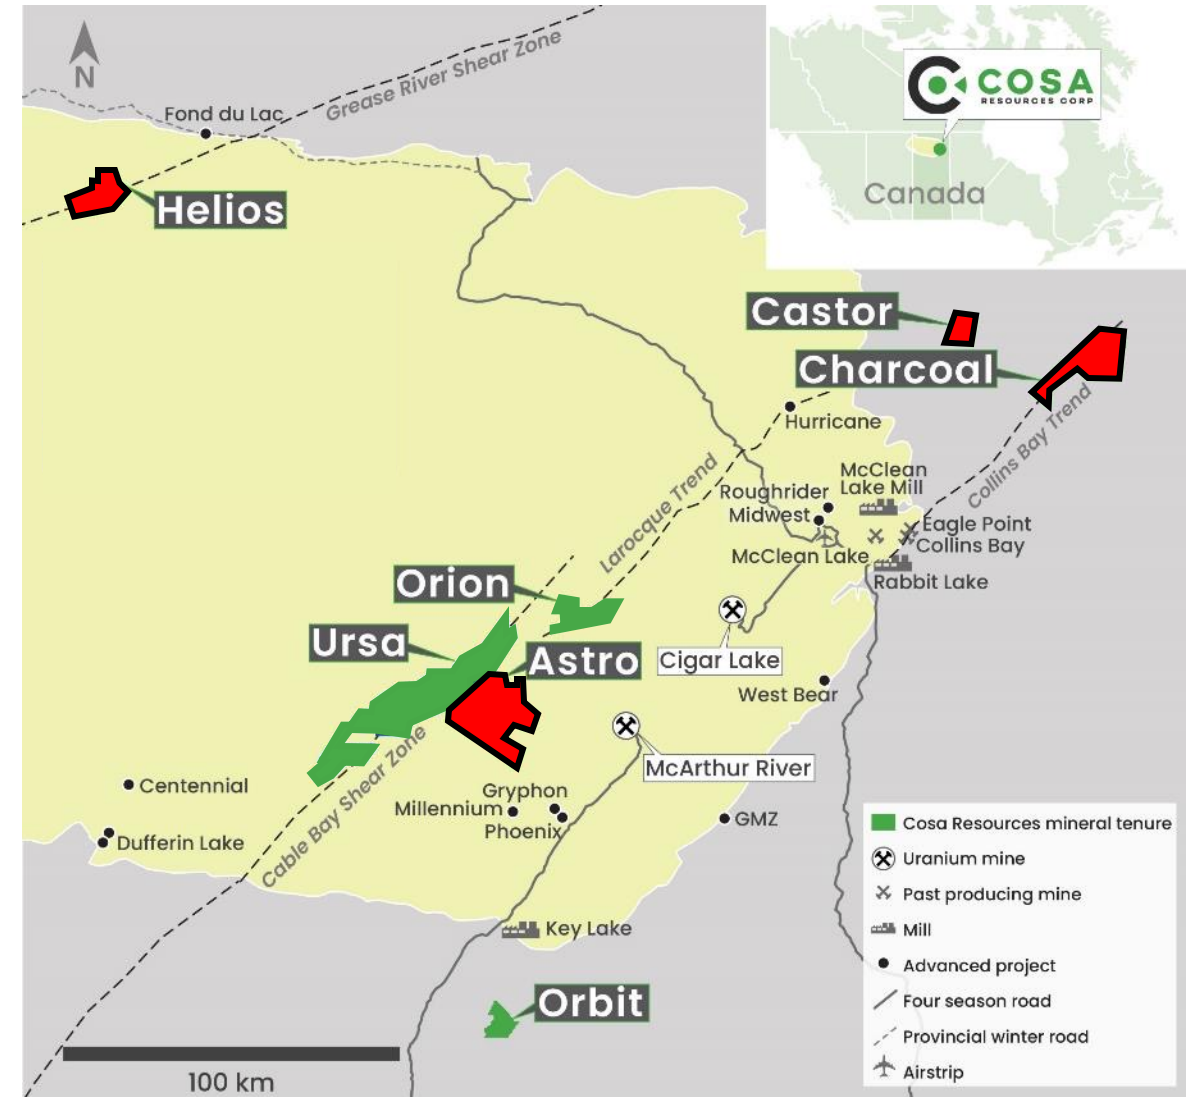 N
Grease River Shear Zone
Fond du Lac
COSA
RESOURCES CORP
Canada
Helios
Castor
Charcoal
Hurricane
Collins Bay Trend
Larocque Trend
McClean
Lake Mill
Roughrider
Midwest
Eagle Point
Collins Bay
McClean Lake
Rabbit Lake
Orion
Ursa
Astro
Cigar Lake
West Bear
McArthur River
Cable Bay Shear Zone
Centennial
Dufferin Lake
Gryphon
Millennium
Phoenix
GMZ
Key Lake
Orbit
100 km
Cosa Resources mineral tenure
Uranium mine
Past producing mine
Mill
Advanced project
Four season road
Provincial winter road
Airstrip